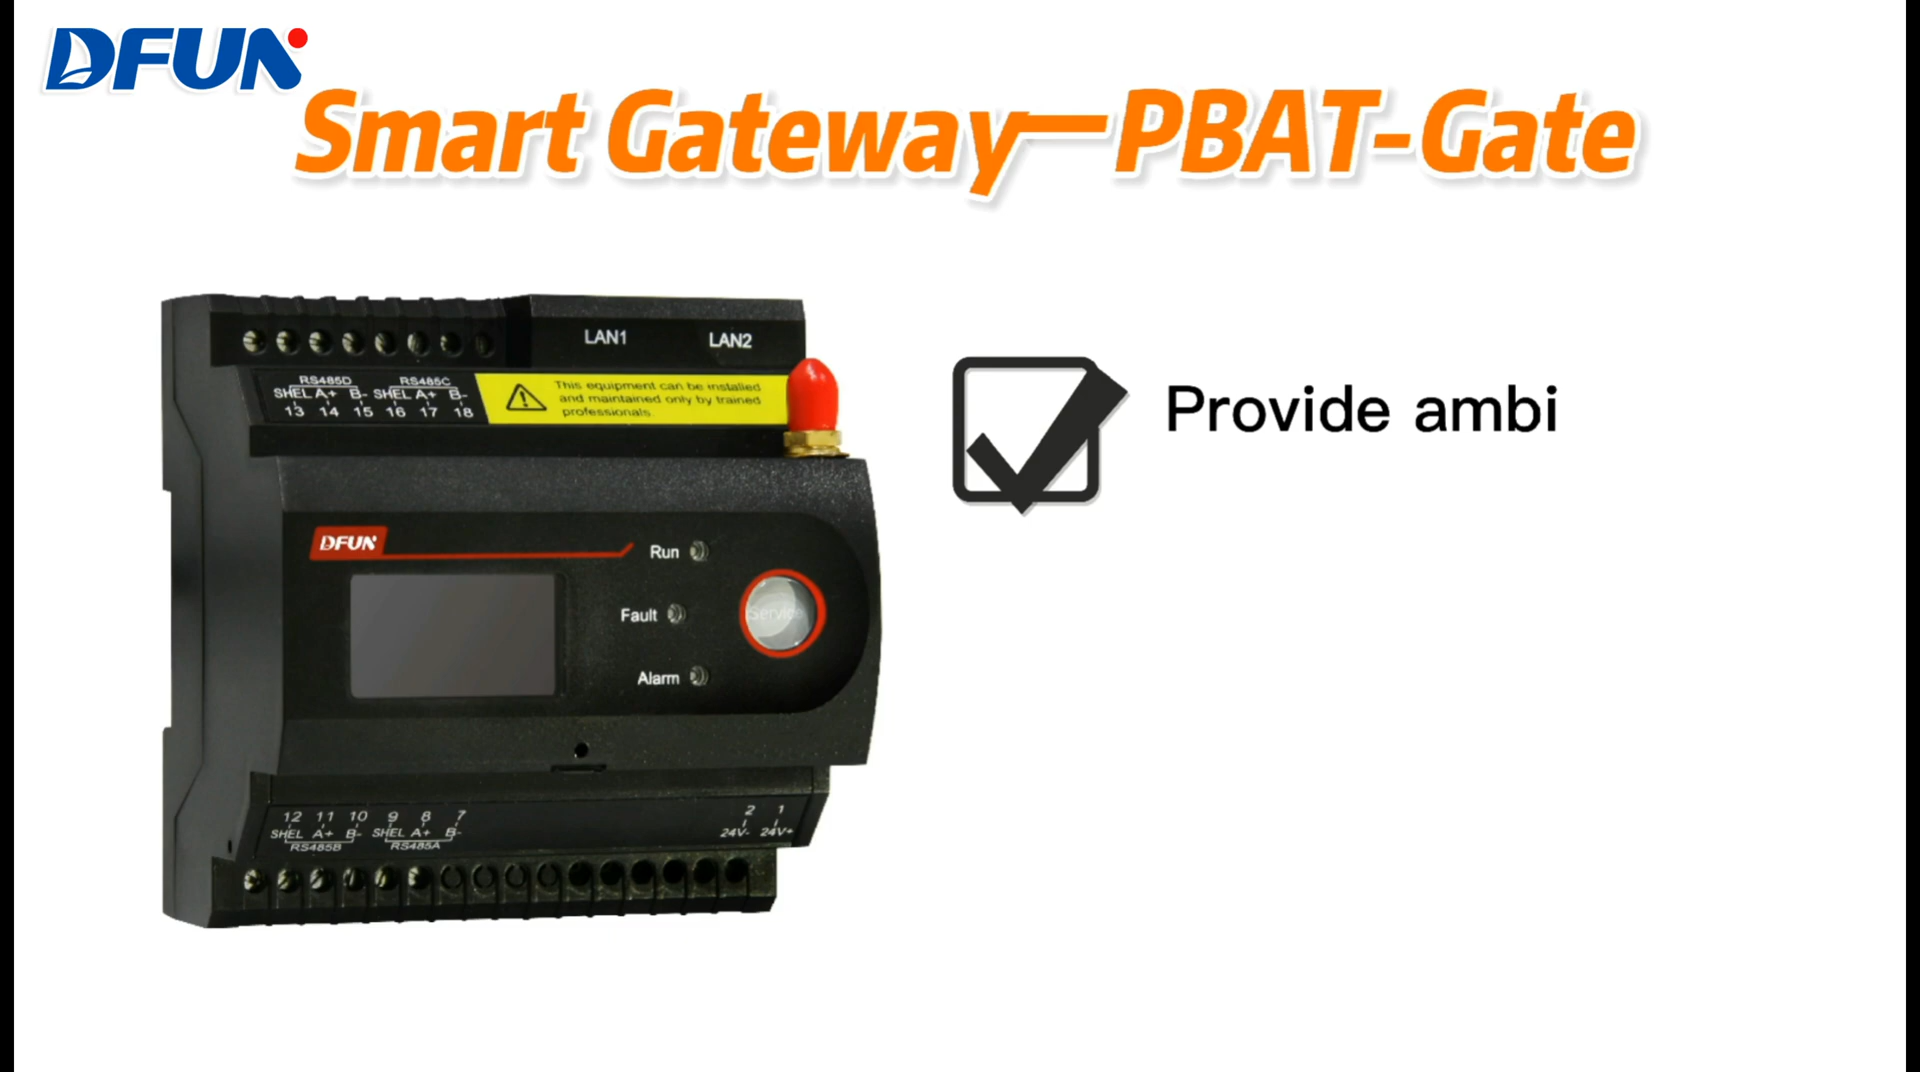 DFUN
Smart Gateway—PBAT-Gate
LAN1 LAN2
RS485D RS485C
SHEL A+ B- SHEL A+ B-
13 14 15 16 17 18
This equipment can be installed
and maintained only by trained
professionals.
Provide ambi
DFUN
Run
Service
Fault
Alarm
12 11 10 9 8 7 2 1
SHEL A+ B- SHEL A+ B- 24V- 24V+
RS485B RS485A